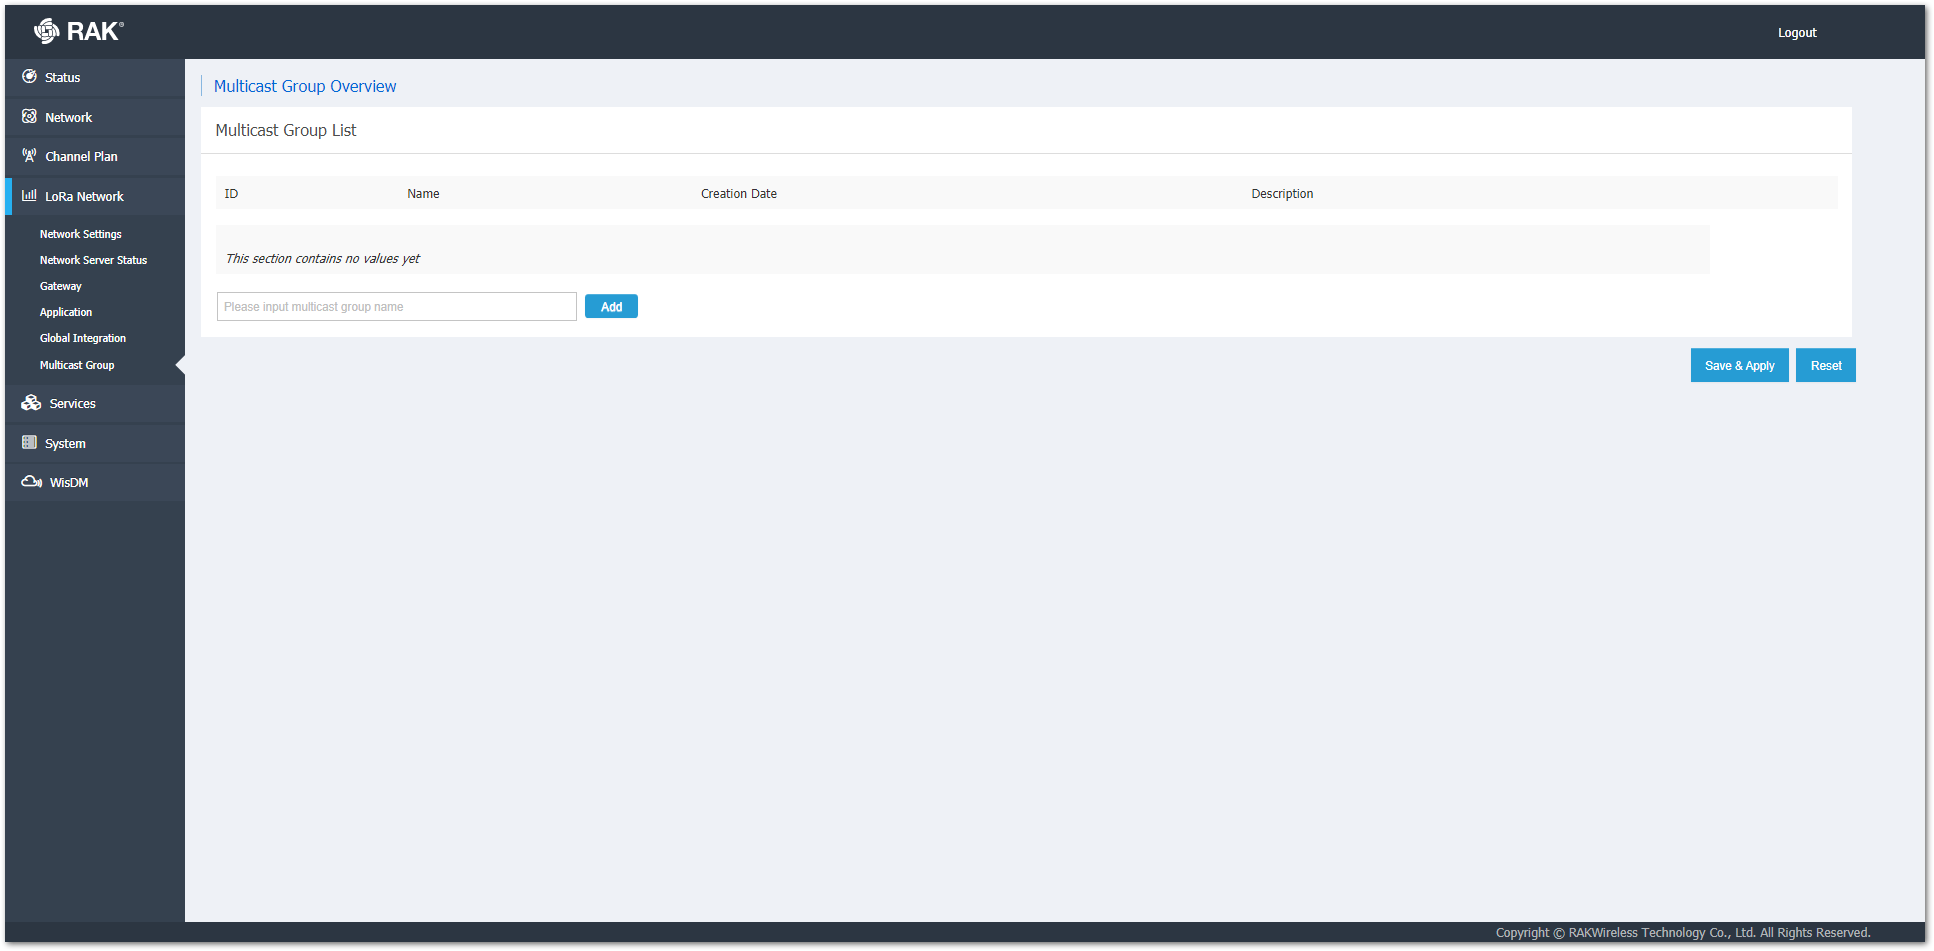 RAK®
Logout
Status
Network
Channel Plan
LoRa Network
Network Settings
Network Server Status
Gateway
Application
Global Integration
Multicast Group
Services
System
WisDM
Multicast Group Overview
Multicast Group List
ID Name Creation Date Description
This section contains no values yet
Please input multicast group name Add
Save & Apply Reset
Copyright © RAKWireless Technology Co., Ltd. All Rights Reserved.